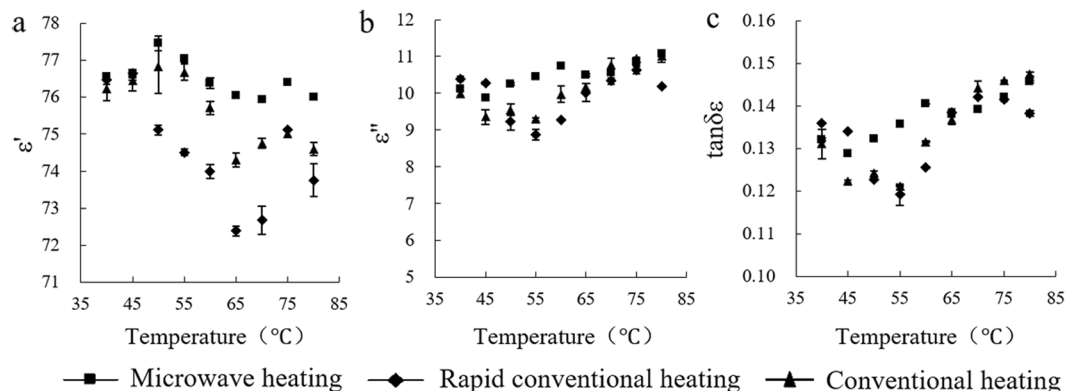 a
78
77
76
75
74
73
72
71
ε'
35 45 55 65 75 85
Temperature（℃）
b
12
11
10
9
8
7
6
5
ε"
35 45 55 65 75 85
Temperature（℃）
c
0.16
0.15
0.14
0.13
0.12
0.11
0.10
tanδε
35 45 55 65 75 85
Temperature（℃）
Microwave heating Rapid conventional heating Conventional heating